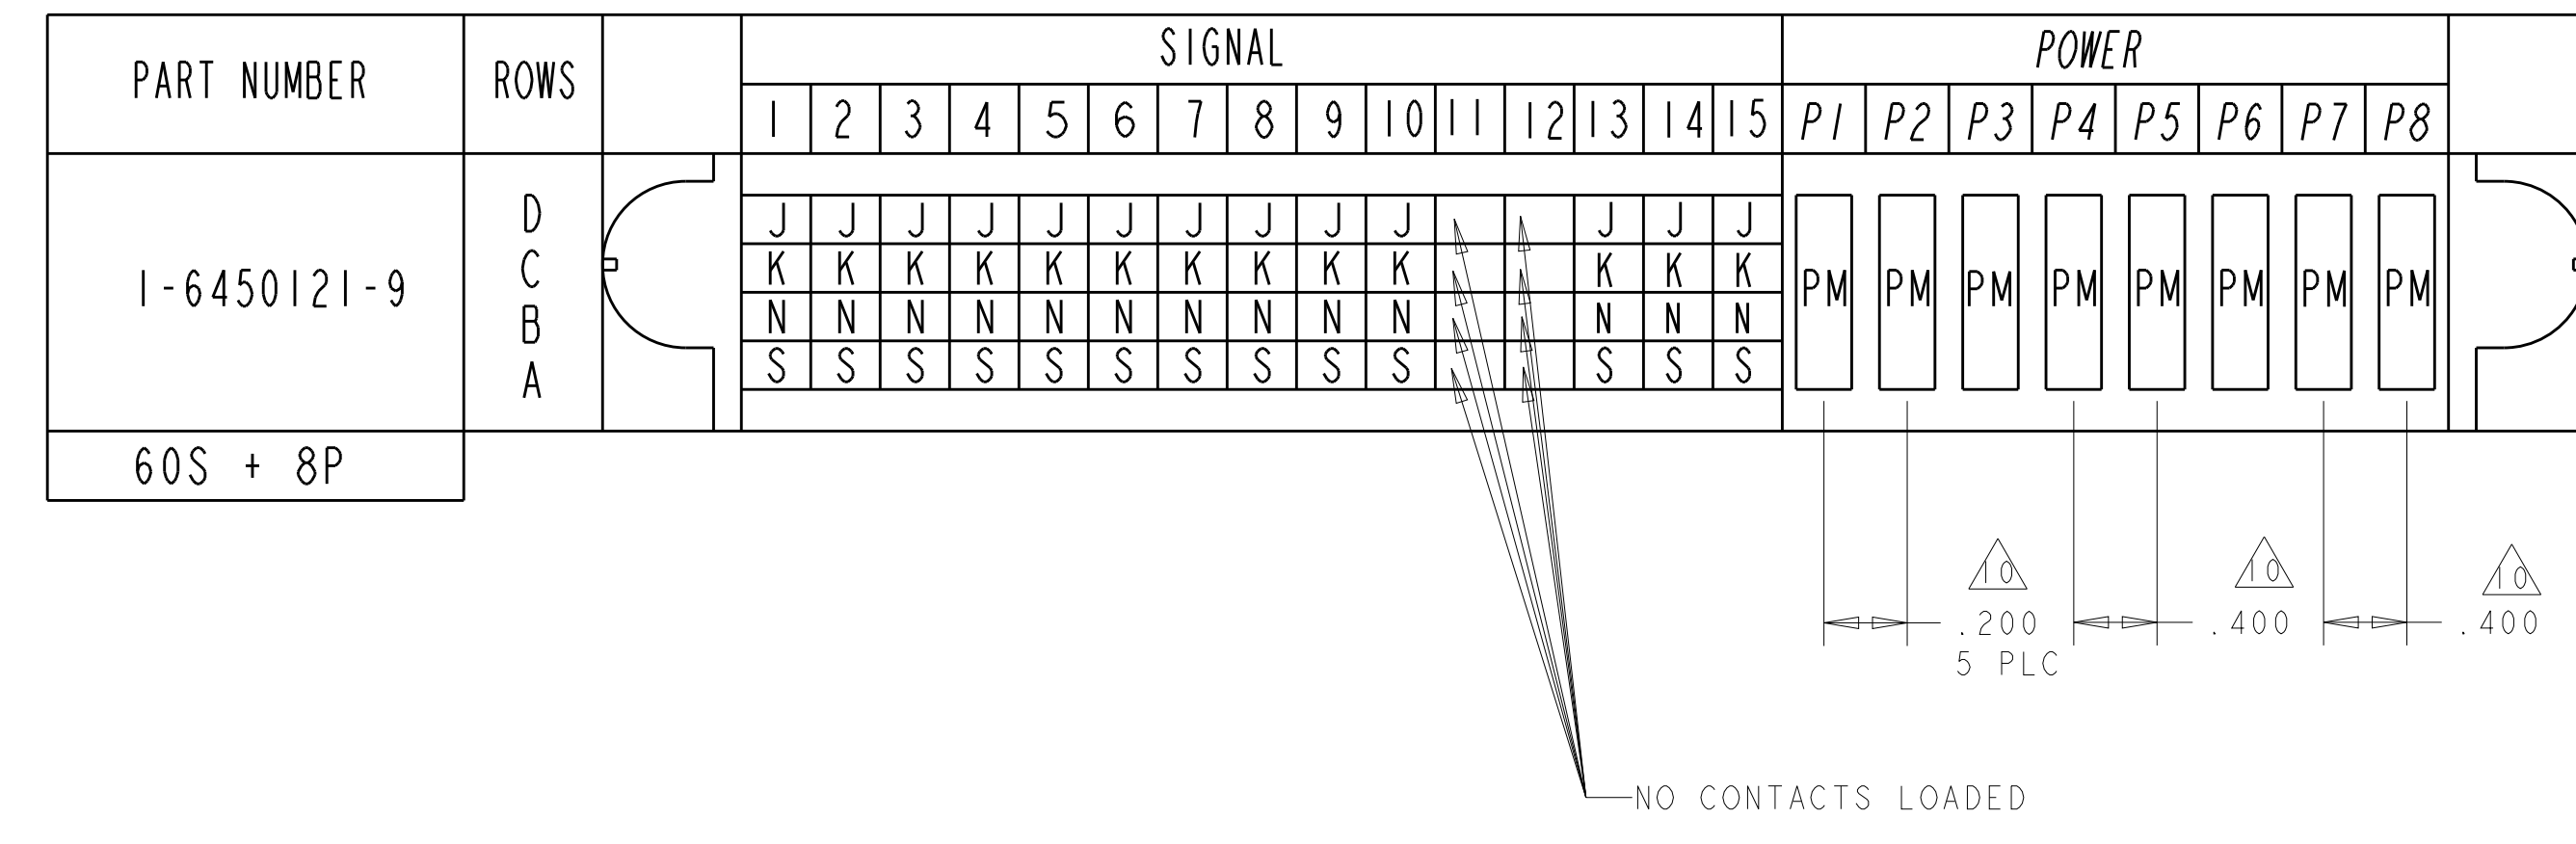 PART NUMBER ROWS SIGNAL POWER
1 2 3 4 5 6 7 8 9 10 11 12 13 14 15 P1 P2 P3 P4 P5 P6 P7 P8
D J J J J J J J J J J J J J
C K K K K K K K K K K K K K
1-6450121-9 PM PM PM PM PM PM PM PM
B N N N N N N N N N N N N N
A S S S S S S S S S S S S S
60S + 8P
10 10 10
.200 .400 .400
5 PLC
NO CONTACTS LOADED